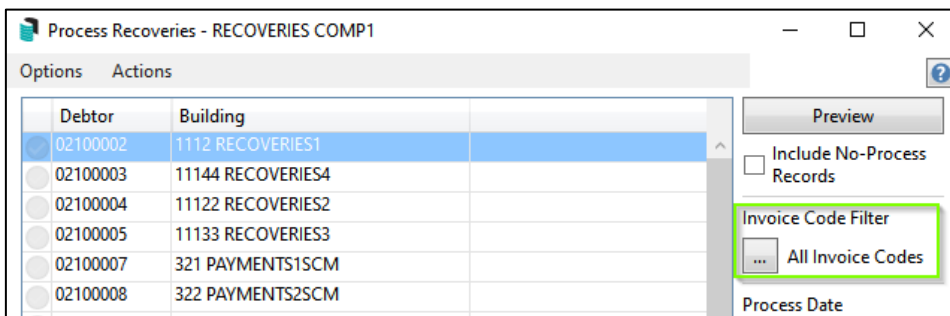 Process Recoveries - RECOVERIES COMP1
Options Actions
?
Debtor Building
02100002 1112 RECOVERIES1
02100003 11144 RECOVERIES4
02100004 11122 RECOVERIES2
02100005 11133 RECOVERIES3
02100007 321 PAYMENTS1SCM
02100008 322 PAYMENTS2SCM
Preview
Include No-Process
Records
Invoice Code Filter
... All Invoice Codes
Process Date